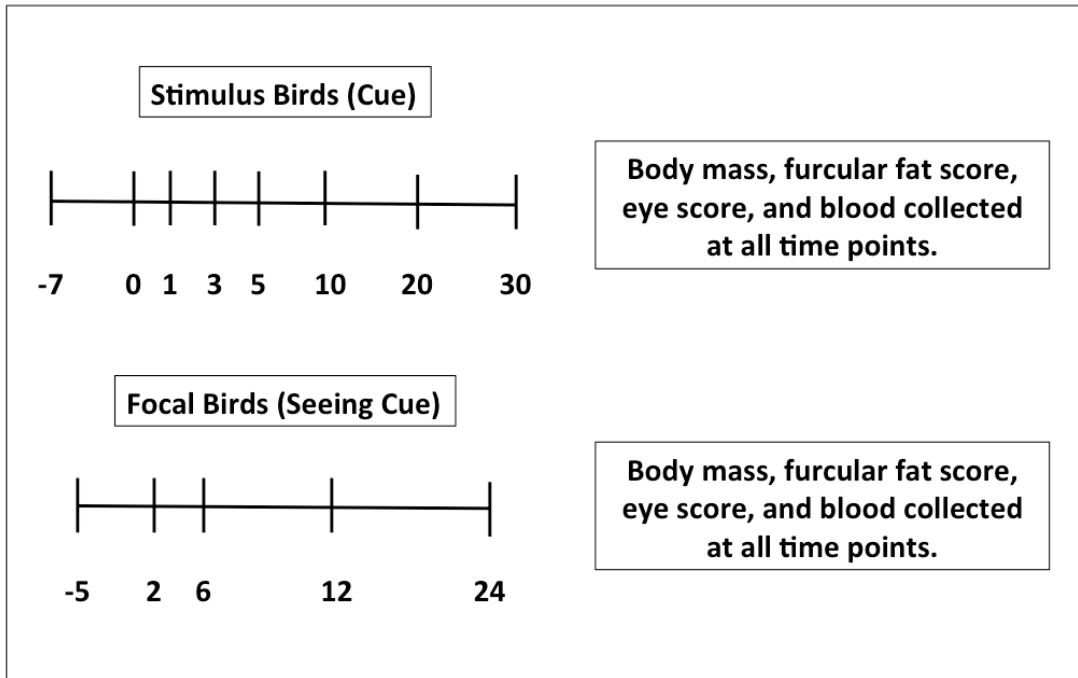 Stimulus Birds (Cue)
-7 0 1 3 5 10 20 30
Body mass, furcular fat score,
eye score, and blood collected
at all time points.
Focal Birds (Seeing Cue)
-5 2 6 12 24
Body mass, furcular fat score,
eye score, and blood collected
at all time points.